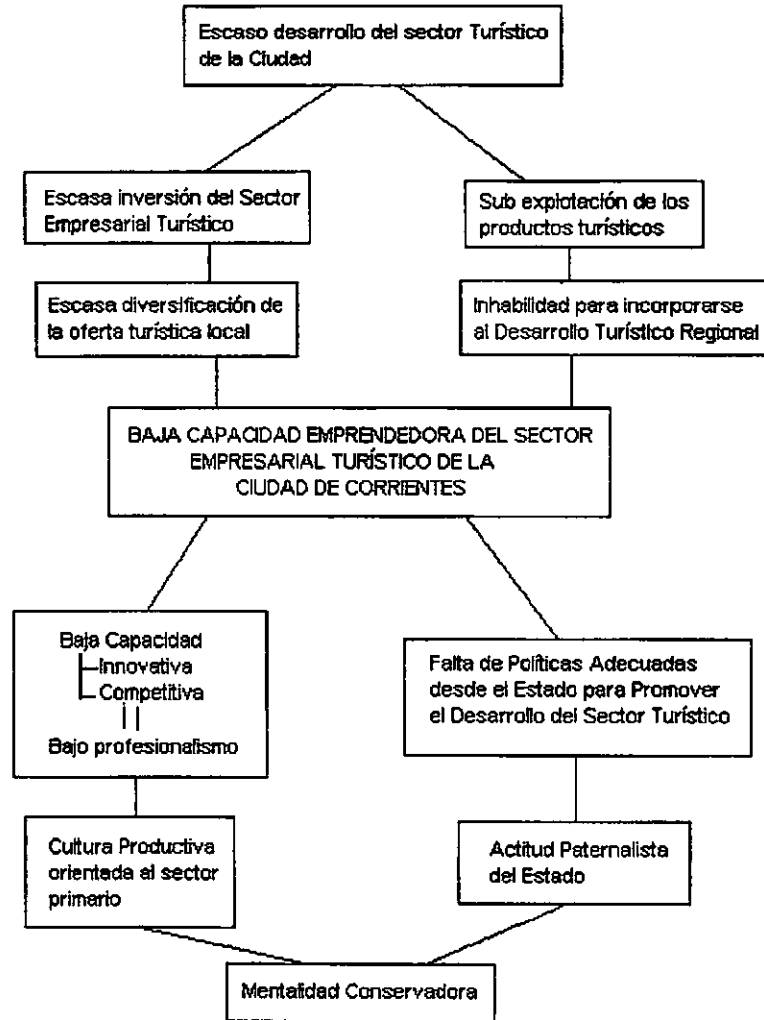 Escaso desarrollo del sector Turístico
de la Ciudad
Escasa inversión del Sector
Empresarial Turístico
Sub explotación de los
productos turísticos
Escasa diversificación de
la oferta turística local
Inhabilidad para incorporarse
al Desarrollo Turístico Regional
BAJA CAPACIDAD EMPRENDEDORA DEL SECTOR
EMPRESARIAL TURÍSTICO DE LA
CIUDAD DE CORRIENTES
Baja Capacidad
Innovativa
Competitiva
Bajo profesionalismo
Falta de Políticas Adecuadas
desde el Estado para Promover
el Desarrollo del Sector Turístico
Cultura Productiva
orientada al sector
primario
Actitud Paternalista
del Estado
Mentalidad Conservadora